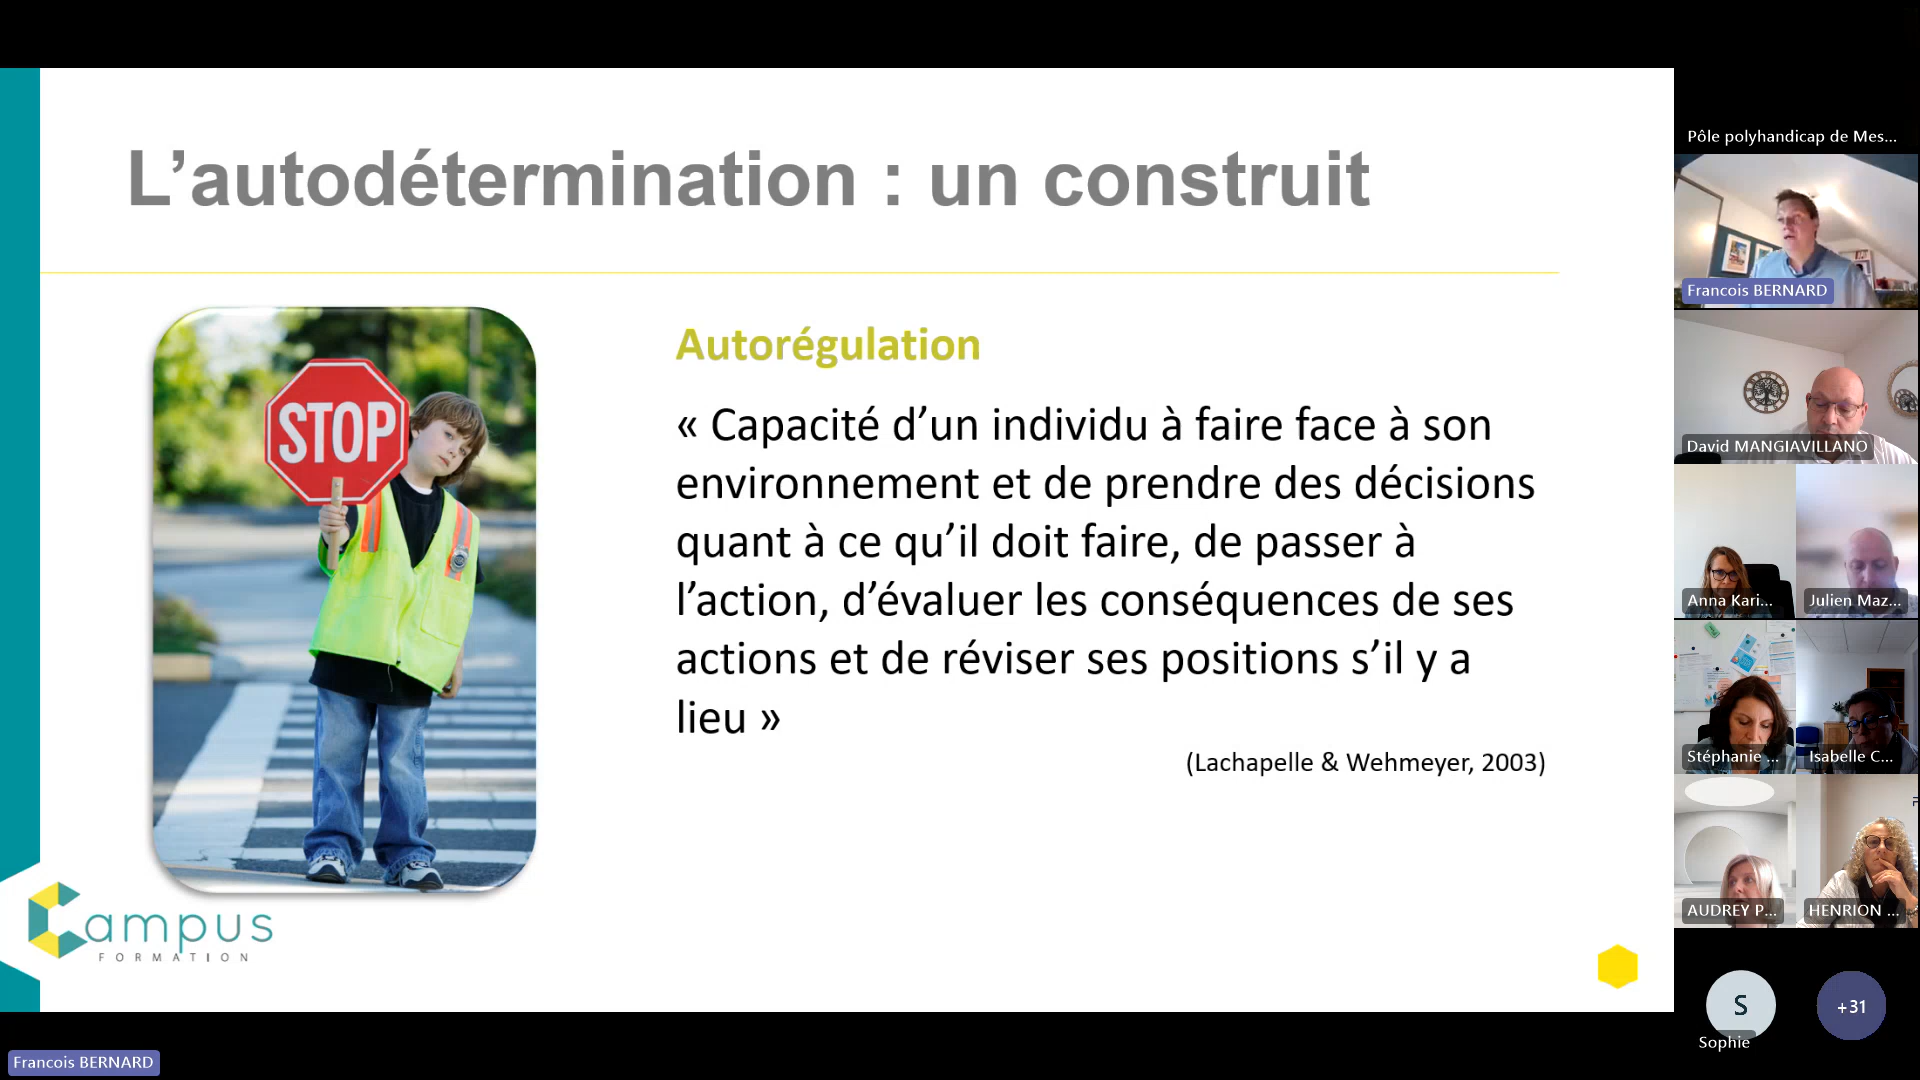 L’autodétermination : un construit
STOP
Autorégulation
« Capacité d’un individu à faire face à son
environnement et de prendre des décisions
quant à ce qu’il doit faire, de passer à
l’action, d’évaluer les conséquences de ses
actions et de réviser ses positions s’il y a
lieu »
(Lachapelle & Wehmeyer, 2003)
Campus
FORMATION
Francois BERNARD
Pôle polyhandicap de Mes...
Francois BERNARD
David MANGIAVILLANO
Anna Kari...
Julien Maz...
Stéphanie ...
Isabelle C...
AUDREY P...
HENRION ...
S
Sophie
+31